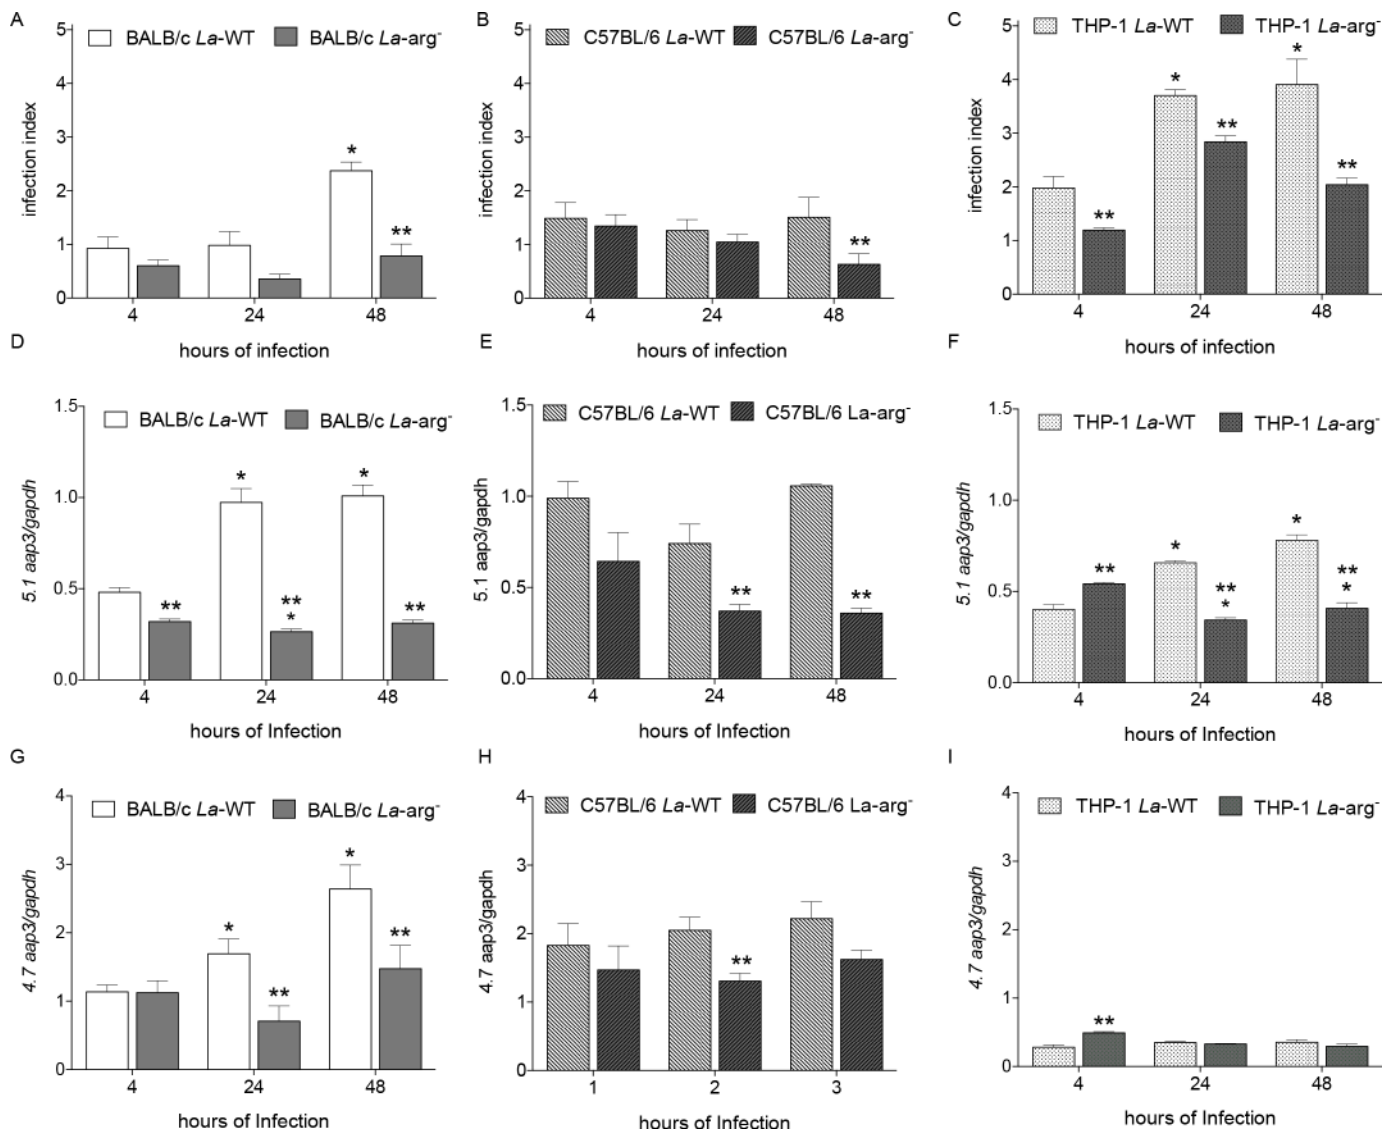 A
BALB/c La-WT
BALB/c La-arg-
infection index
5
4
3
2
1
0
*
**
4
24
48
hours of infection
B
C57BL/6 La-WT
C57BL/6 La-arg-
infection index
5
4
3
2
1
0
**
4
24
48
hours of infection
C
THP-1 La-WT
THP-1 La-arg-
infection index
5
4
3
2
1
0
**
*
**
*
**
4
24
48
hours of infection
D
BALB/c La-WT
BALB/c La-arg-
5.1 aap3/gapdh
1.5
1.0
0.5
0.0
**
*
**
*
*
**
4
24
48
hours of Infection
E
C57BL/6 La-WT
C57BL/6 La-arg-
5.1 aap3/gapdh
1.5
1.0
0.5
0.0
**
**
4
24
48
hours of Infection
F
THP-1 La-WT
THP-1 La-arg-
5.1 aap3/gapdh
1.5
1.0
0.5
0.0
**
*
**
*
*
**
*
4
24
48
hours of Infection
G
BALB/c La-WT
BALB/c La-arg-
4.7 aap3/gapdh
4
3
2
1
0
*
**
*
**
4
24
48
hours of Infection
H
C57BL/6 La-WT
C57BL/6 La-arg-
4.7 aap3/gapdh
4
3
2
1
0
**
1
2
3
hours of Infection
I
THP-1 La-WT
THP-1 La-arg-
4.7 aap3/gapdh
4
3
2
1
0
**
4
24
48
hours of Infection